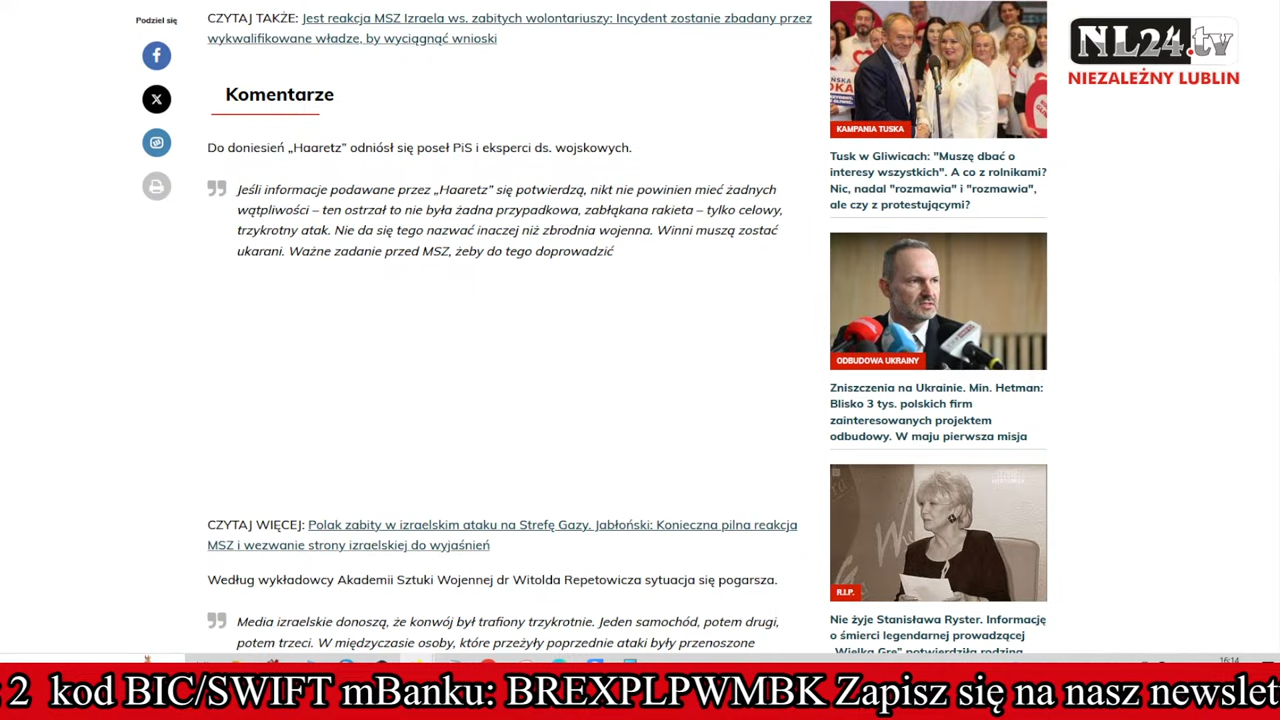 Podziel się
CZYTAJ TAKŻE: Jest reakcja MSZ Izraela ws. zabitych wolontariuszy: Incydent zostanie zbadany przez
wykwalifikowane władze, by wyciągnąć wnioski
Komentarze
Do doniesień „Haaretz” odniósł się poseł PiS i eksperci ds. wojskowych.
Jeśli informacje podawane przez „Haaretz” się potwierdzą, nikt nie powinien mieć żadnych
wątpliwości – ten ostrzał to nie była żadna przypadkowa, zabłąkana rakieta – tylko celowy,
trzykrotny atak. Nie da się tego nazwać inaczej niż zbrodnia wojenna. Winni muszą zostać
ukarani. Ważne zadanie przed MSZ, żeby do tego doprowadzić
CZYTAJ WIĘCEJ: Polak zabity w izraelskim ataku na Strefę Gazy. Jabłoński: Konieczna pilna reakcja
MSZ i wezwanie strony izraelskiej do wyjaśnień
Według wykładowcy Akademii Sztuki Wojennej dr Witolda Repetowicza sytuacja się pogarsza.
Media izraelskie donoszą, że konwój był trafiony trzykrotnie. Jeden samochód, potem drugi,
potem trzeci. W międzyczasie osoby, które przeżyły poprzednie ataki były przenoszone
KAMPANIA TUSKA
Tusk w Gliwicach: "Muszę dbać o
interesy wszystkich". A co z rolnikami?
Nic, nadal "rozmawia" i "rozmawia",
ale czy z protestującymi?
ODBUDOWA UKRAINY
Zniszczenia na Ukrainie. Min. Hetman:
Blisko 3 tys. polskich firm
zainteresowanych projektem
odbudowy. W maju pierwsza misja
R.I.P.
Nie żyje Stanisława Ryster. Informację
o śmierci legendarnej prowadzącej
„Wielką Grę” potwierdziła rodzina
NL24.tv
NIEZALEŻNY LUBLIN
16:14
2 kod BIC/SWIFT mBanku: BREXPLPWMBK Zapisz się na nasz newslet